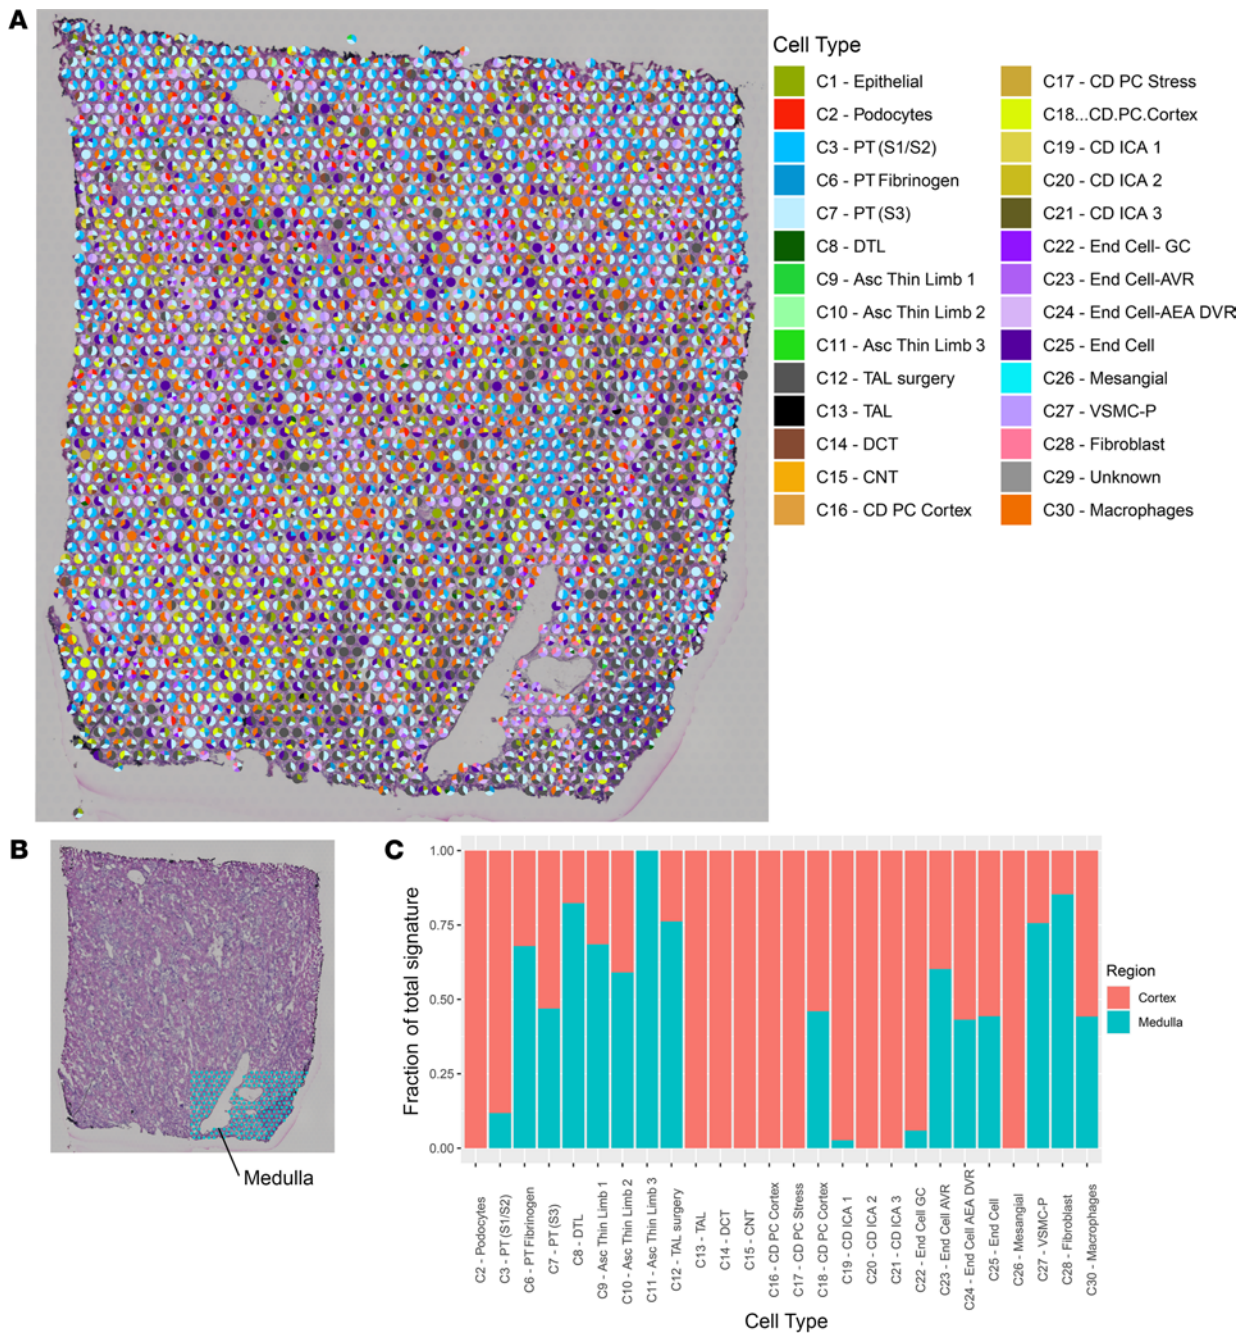 A
Cell Type
C1 - Epithelial
C2 - Podocytes
C3 - PT (S1/S2)
C6 - PT Fibrinogen
C7 - PT (S3)
C8 - DTL
C9 - Asc Thin Limb 1
C10 - Asc Thin Limb 2
C11 - Asc Thin Limb 3
C12 - TAL surgery
C13 - TAL
C14 - DCT
C15 - CNT
C16 - CD PC Cortex
C17 - CD PC Stress
C18...CD.PC.Cortex
C19 - CD ICA 1
C20 - CD ICA 2
C21 - CD ICA 3
C22 - End Cell- GC
C23 - End Cell-AVR
C24 - End Cell-AEA DVR
C25 - End Cell
C26 - Mesangial
C27 - VSMC-P
C28 - Fibroblast
C29 - Unknown
C30 - Macrophages
B
Medulla
C
Fraction of total signature
1.00
0.75
0.50
0.25
0.00
C2 - Podocytes
C3 - PT (S1/S2)
C6 - PT Fibrinogen
C7 - PT (S3)
C8 - DTL
C9 - Asc Thin Limb 1
C10 - Asc Thin Limb 2
C11 - Asc Thin Limb 3
C12 - TAL surgery
C13 - TAL
C14 - DCT
C15 - CNT
C16 - CD PC Cortex
C17 - CD PC Stress
C18 - CD PC Cortex
C19 - CD ICA 1
C20 - CD ICA 2
C21 - CD ICA 3
C22 - End Cell GC
C23 - End Cell AVR
C24 - End Cell AEA DVR
C25 - End Cell
C26 - Mesangial
C27 - VSMC-P
C28 - Fibroblast
C30 - Macrophages
Cell Type
Region
Cortex
Medulla